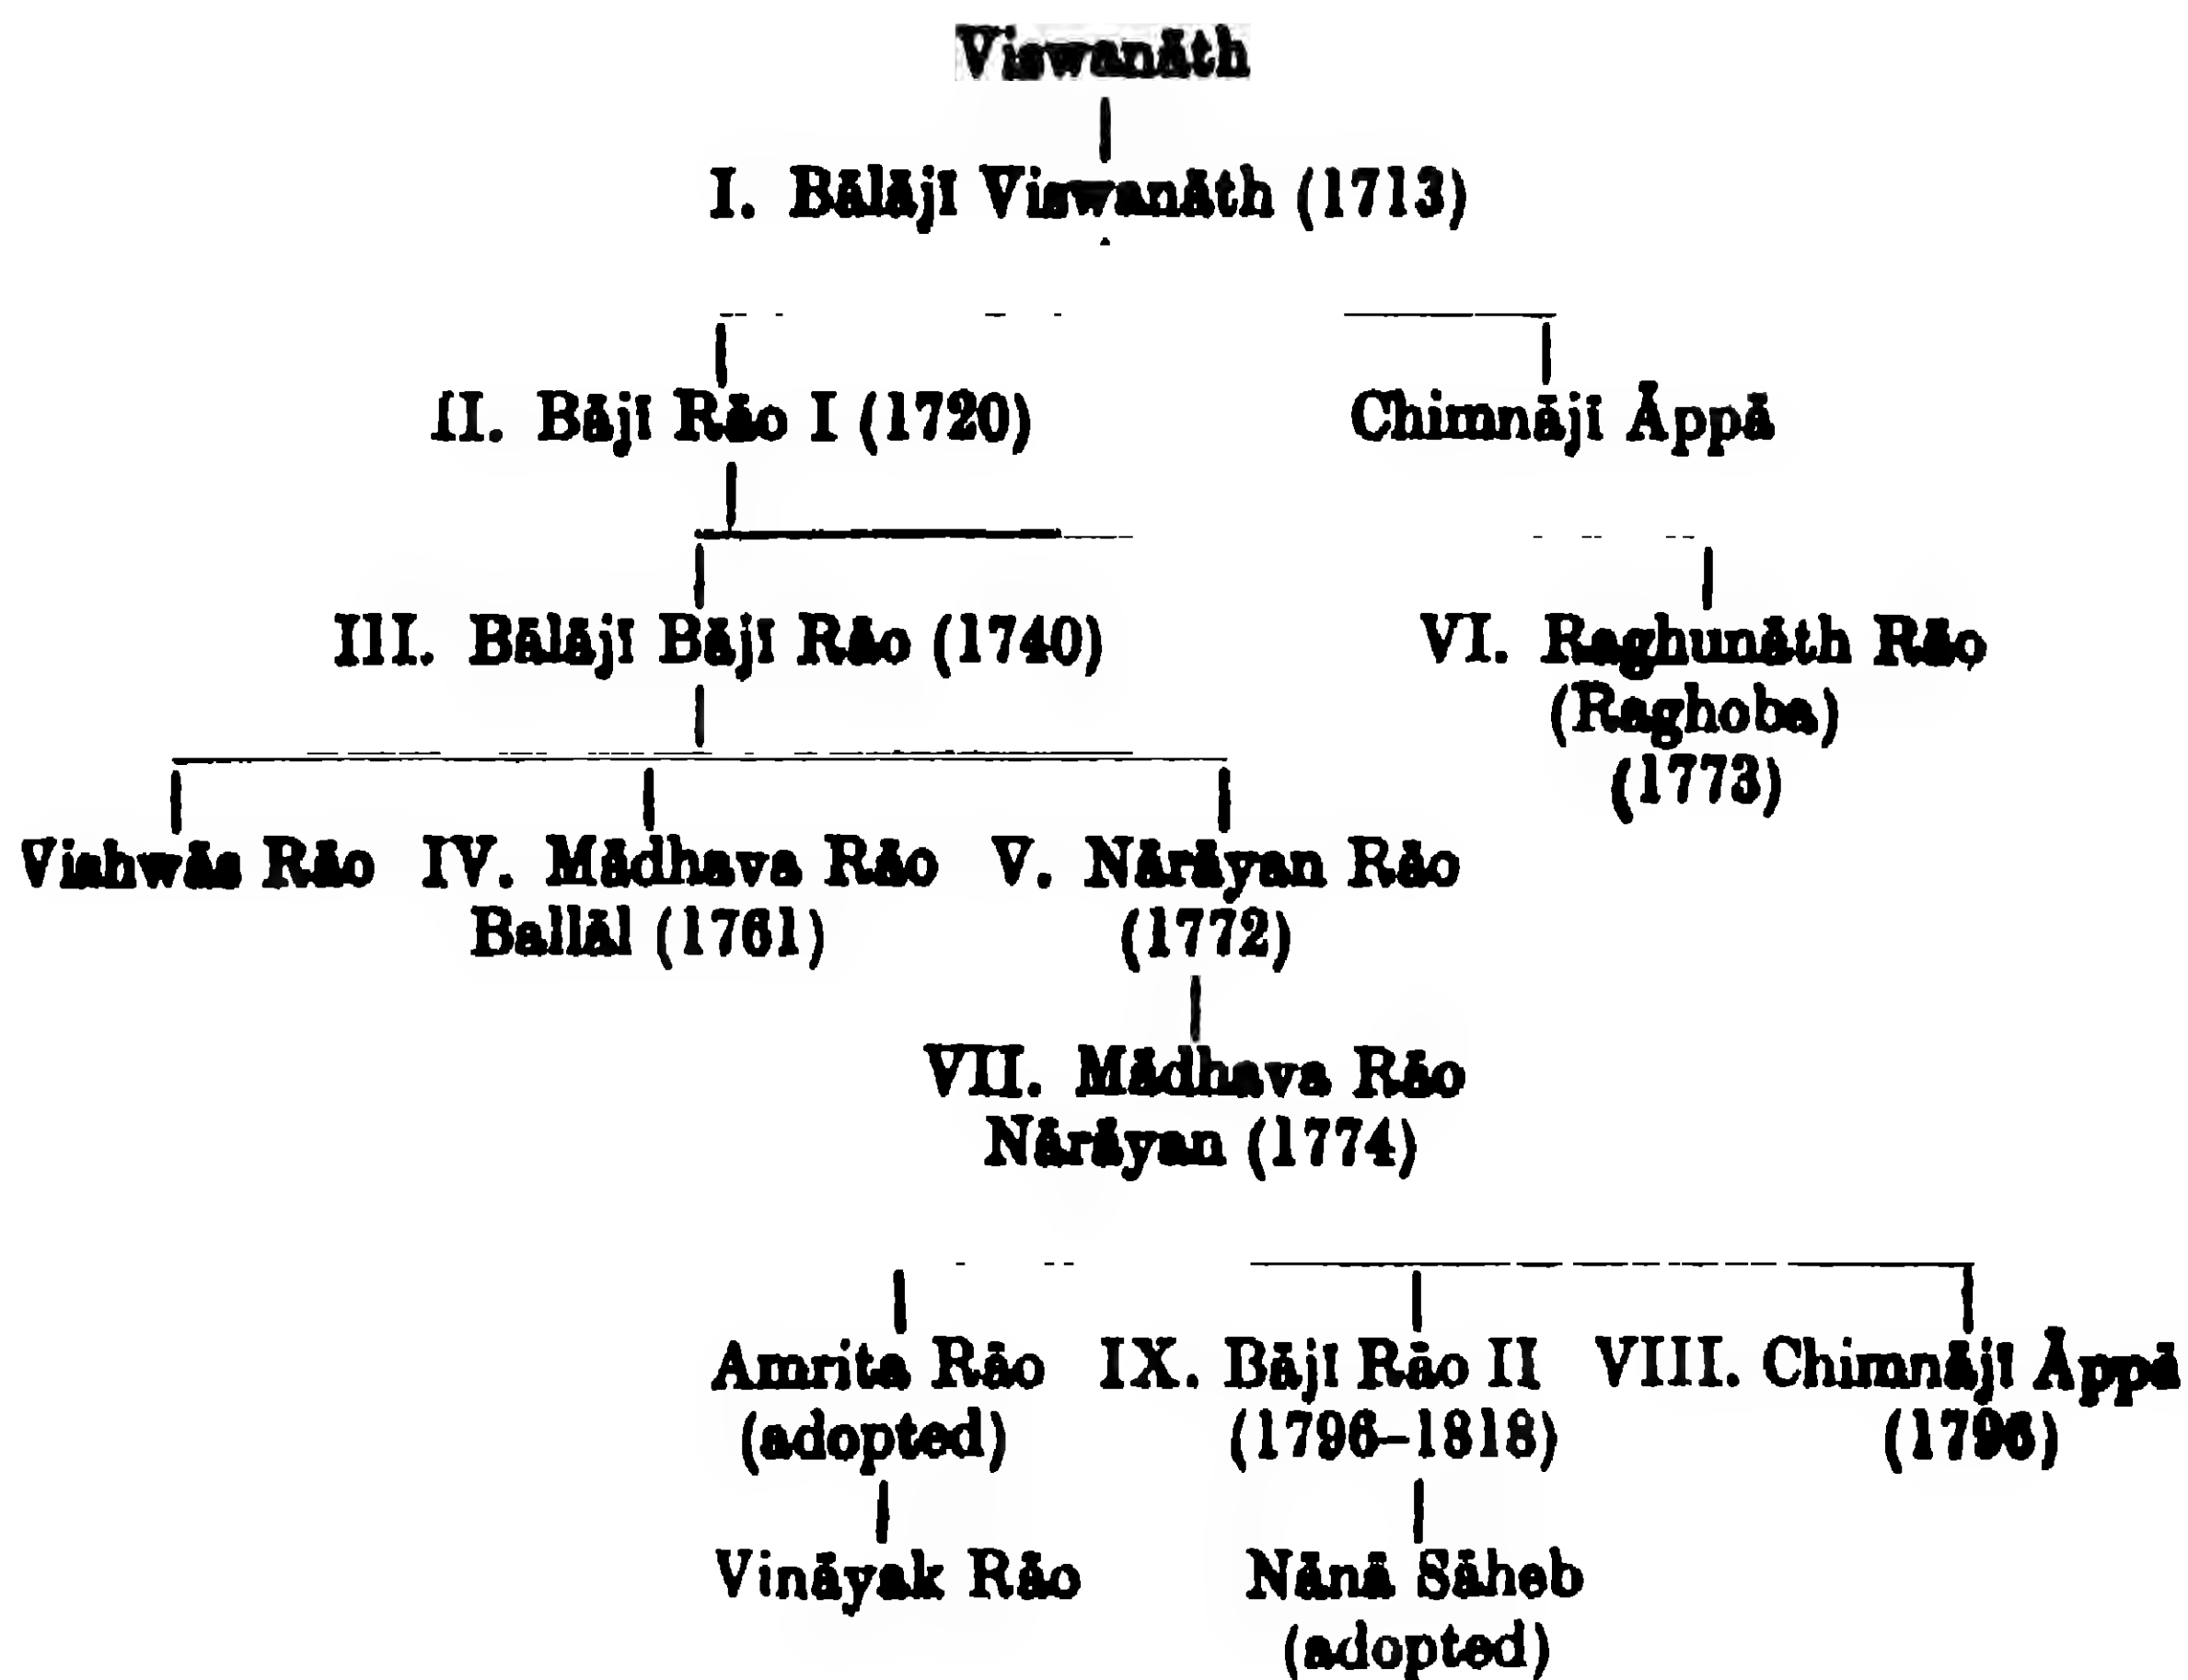 Viswanāth
I. Bālājī Viswanāth (1713)
II. Bājī Rāo I (1720) Chimnājī Āppā
III. Bālājī Bājī Rāo (1740) VI. Raghunāth Rāo
(Raghoba)
(1773)
Vishwās Rāo IV. Mādhava Rāo V. Nārāyan Rāo
Ballāl (1761) (1772)
VII. Mādhava Rāo
Nārāyan (1774)
Amrita Rāo IX. Bājī Rāo II VIII. Chimnājī Āppā
(adopted) (1796–1818) (1796)
Vināyak Rāo Nānā Sāheb
(adopted)